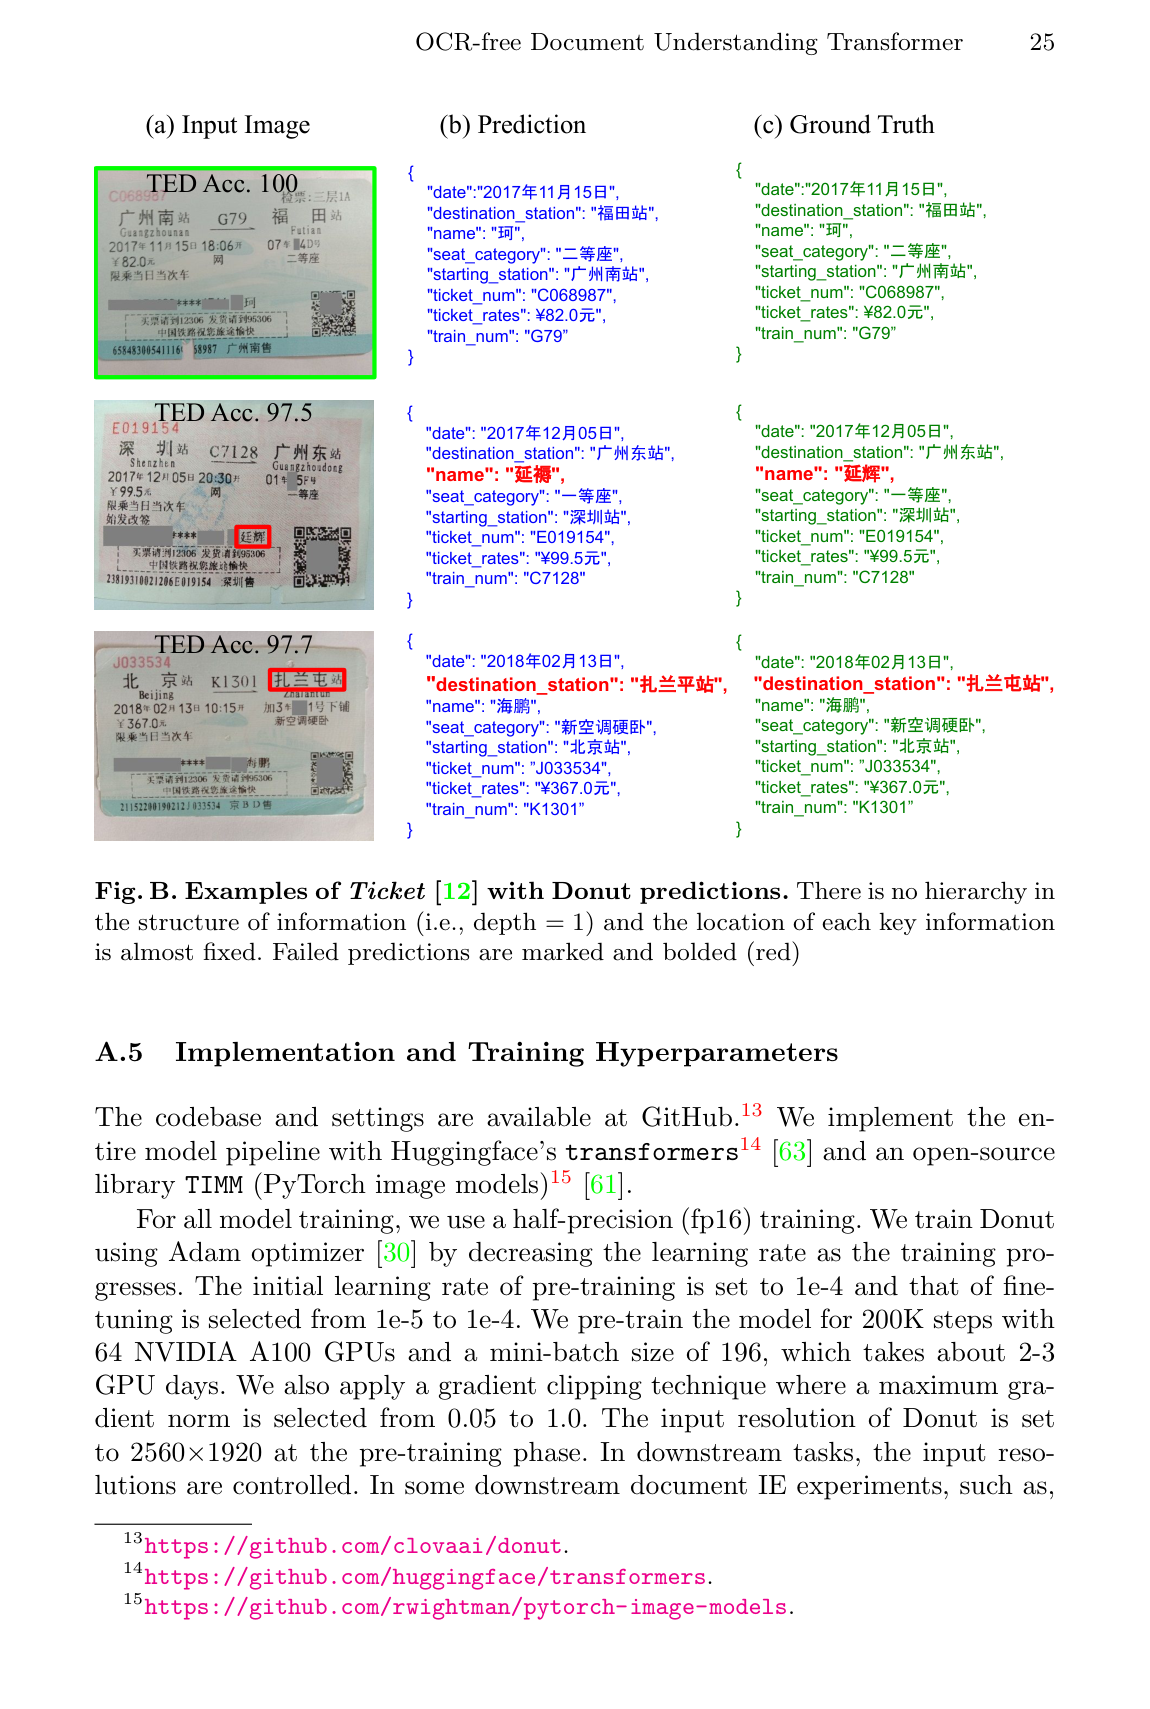 OCR-free Document Understanding Transformer 25
(a) Input Image (b) Prediction (c) Ground Truth
TED Acc. 100
C068987 检票:三层1A
广州南站 G79 福 田站
Guangzhounan Futian
2017年11月15日18:06开 07车 4D号
¥82.0元 网 二等座
限乘当日当次车
****
珂
买票请到12306 发货请到95306
中国铁路祝您旅途愉快
广州南售
{
"date":"2017年11月15日",
"destination_station": "福田站",
"name": "珂",
"seat_category": "二等座",
"starting_station": "广州南站",
"ticket_num": "C068987",
"ticket_rates": ¥82.0元",
"train_num": "G79”
}
{
"date":"2017年11月15日",
"destination_station": "福田站",
"name": "珂",
"seat_category": "二等座",
"starting_station": "广州南站",
"ticket_num": "C068987",
"ticket_rates": ¥82.0元",
"train_num": "G79”
}
TED Acc. 97.5
E019154
深 圳站 C7128 广州东站
Shenzhen Guangzhoudong
2017年12月05日20:30开 01车 5F号
¥99.5元 网 一等座
限乘当日当次车
始发改签
**** 延辉
买票请到12306 发货请到95306
中国铁路祝您旅途愉快
23819310021206E019154 深圳售
{
"date": "2017年12月05日",
"destination_station": "广州东站",
"name": "延褥",
"seat_category": "一等座",
"starting_station": "深圳站",
"ticket_num": "E019154",
"ticket_rates": "¥99.5元",
"train_num": "C7128"
}
{
"date": "2017年12月05日",
"destination_station": "广州东站",
"name": "延辉",
"seat_category": "一等座",
"starting_station": "深圳站",
"ticket_num": "E019154",
"ticket_rates": "¥99.5元",
"train_num": "C7128"
}
TED Acc. 97.7
J033534
北 京站 K1301 扎兰屯站
Beijing Zhalantun
2018年02月13日10:15开 加3车 1号下铺
¥367.0元 新空调硬卧
限乘当日当次车
**** 海鹏
买票请到12306 发货请到95306
中国铁路祝您旅途愉快
21152200190212J033534 京BD售
{
"date": "2018年02月13日",
"destination_station": "扎兰平站",
"name": "海鹏",
"seat_category": "新空调硬卧",
"starting_station": "北京站",
"ticket_num": ”J033534",
"ticket_rates": "¥367.0元",
"train_num": "K1301”
}
{
"date": "2018年02月13日",
"destination_station": "扎兰屯站",
"name": "海鹏",
"seat_category": "新空调硬卧",
"starting_station": "北京站",
"ticket_num": ”J033534",
"ticket_rates": "¥367.0元",
"train_num": "K1301”
}
Fig. B. Examples of Ticket [12] with Donut predictions. There is no hierarchy in
the structure of information (i.e., depth = 1) and the location of each key information
is almost fixed. Failed predictions are marked and bolded (red)
A.5 Implementation and Training Hyperparameters
The codebase and settings are available at GitHub.13 We implement the en-
tire model pipeline with Huggingface's transformers14 [63] and an open-source
library TIMM (PyTorch image models)15 [61].
For all model training, we use a half-precision (fp16) training. We train Donut
using Adam optimizer [30] by decreasing the learning rate as the training pro-
gresses. The initial learning rate of pre-training is set to 1e-4 and that of fine-
tuning is selected from 1e-5 to 1e-4. We pre-train the model for 200K steps with
64 NVIDIA A100 GPUs and a mini-batch size of 196, which takes about 2-3
GPU days. We also apply a gradient clipping technique where a maximum gra-
dient norm is selected from 0.05 to 1.0. The input resolution of Donut is set
to 2560×1920 at the pre-training phase. In downstream tasks, the input reso-
lutions are controlled. In some downstream document IE experiments, such as,
13https://github.com/clovaai/donut.
14https://github.com/huggingface/transformers.
15https://github.com/rwightman/pytorch-image-models.